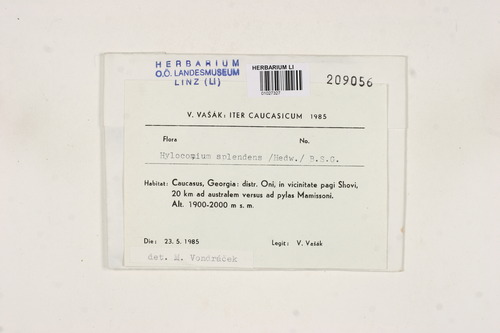 HERBARIUM
O.Ö. LANDESMUSEUM
LINZ (LI)
HERBARIUM LI
209056
V. VAŠÁK: ITER CAUCASICUM 1985
Flora No.
Hylocomium splendens /Hedw./ B.S.G.
Habitat: Caucasus, Georgia: distr. Oni, in vicinitate pagi Shovi,
20 km ad australem versus ad pylas Mamissoni.
Alt. 1900-2000 m s. m.
Die: 23. 5. 1985 Legit: V. Vašák
det. M. Vondráček